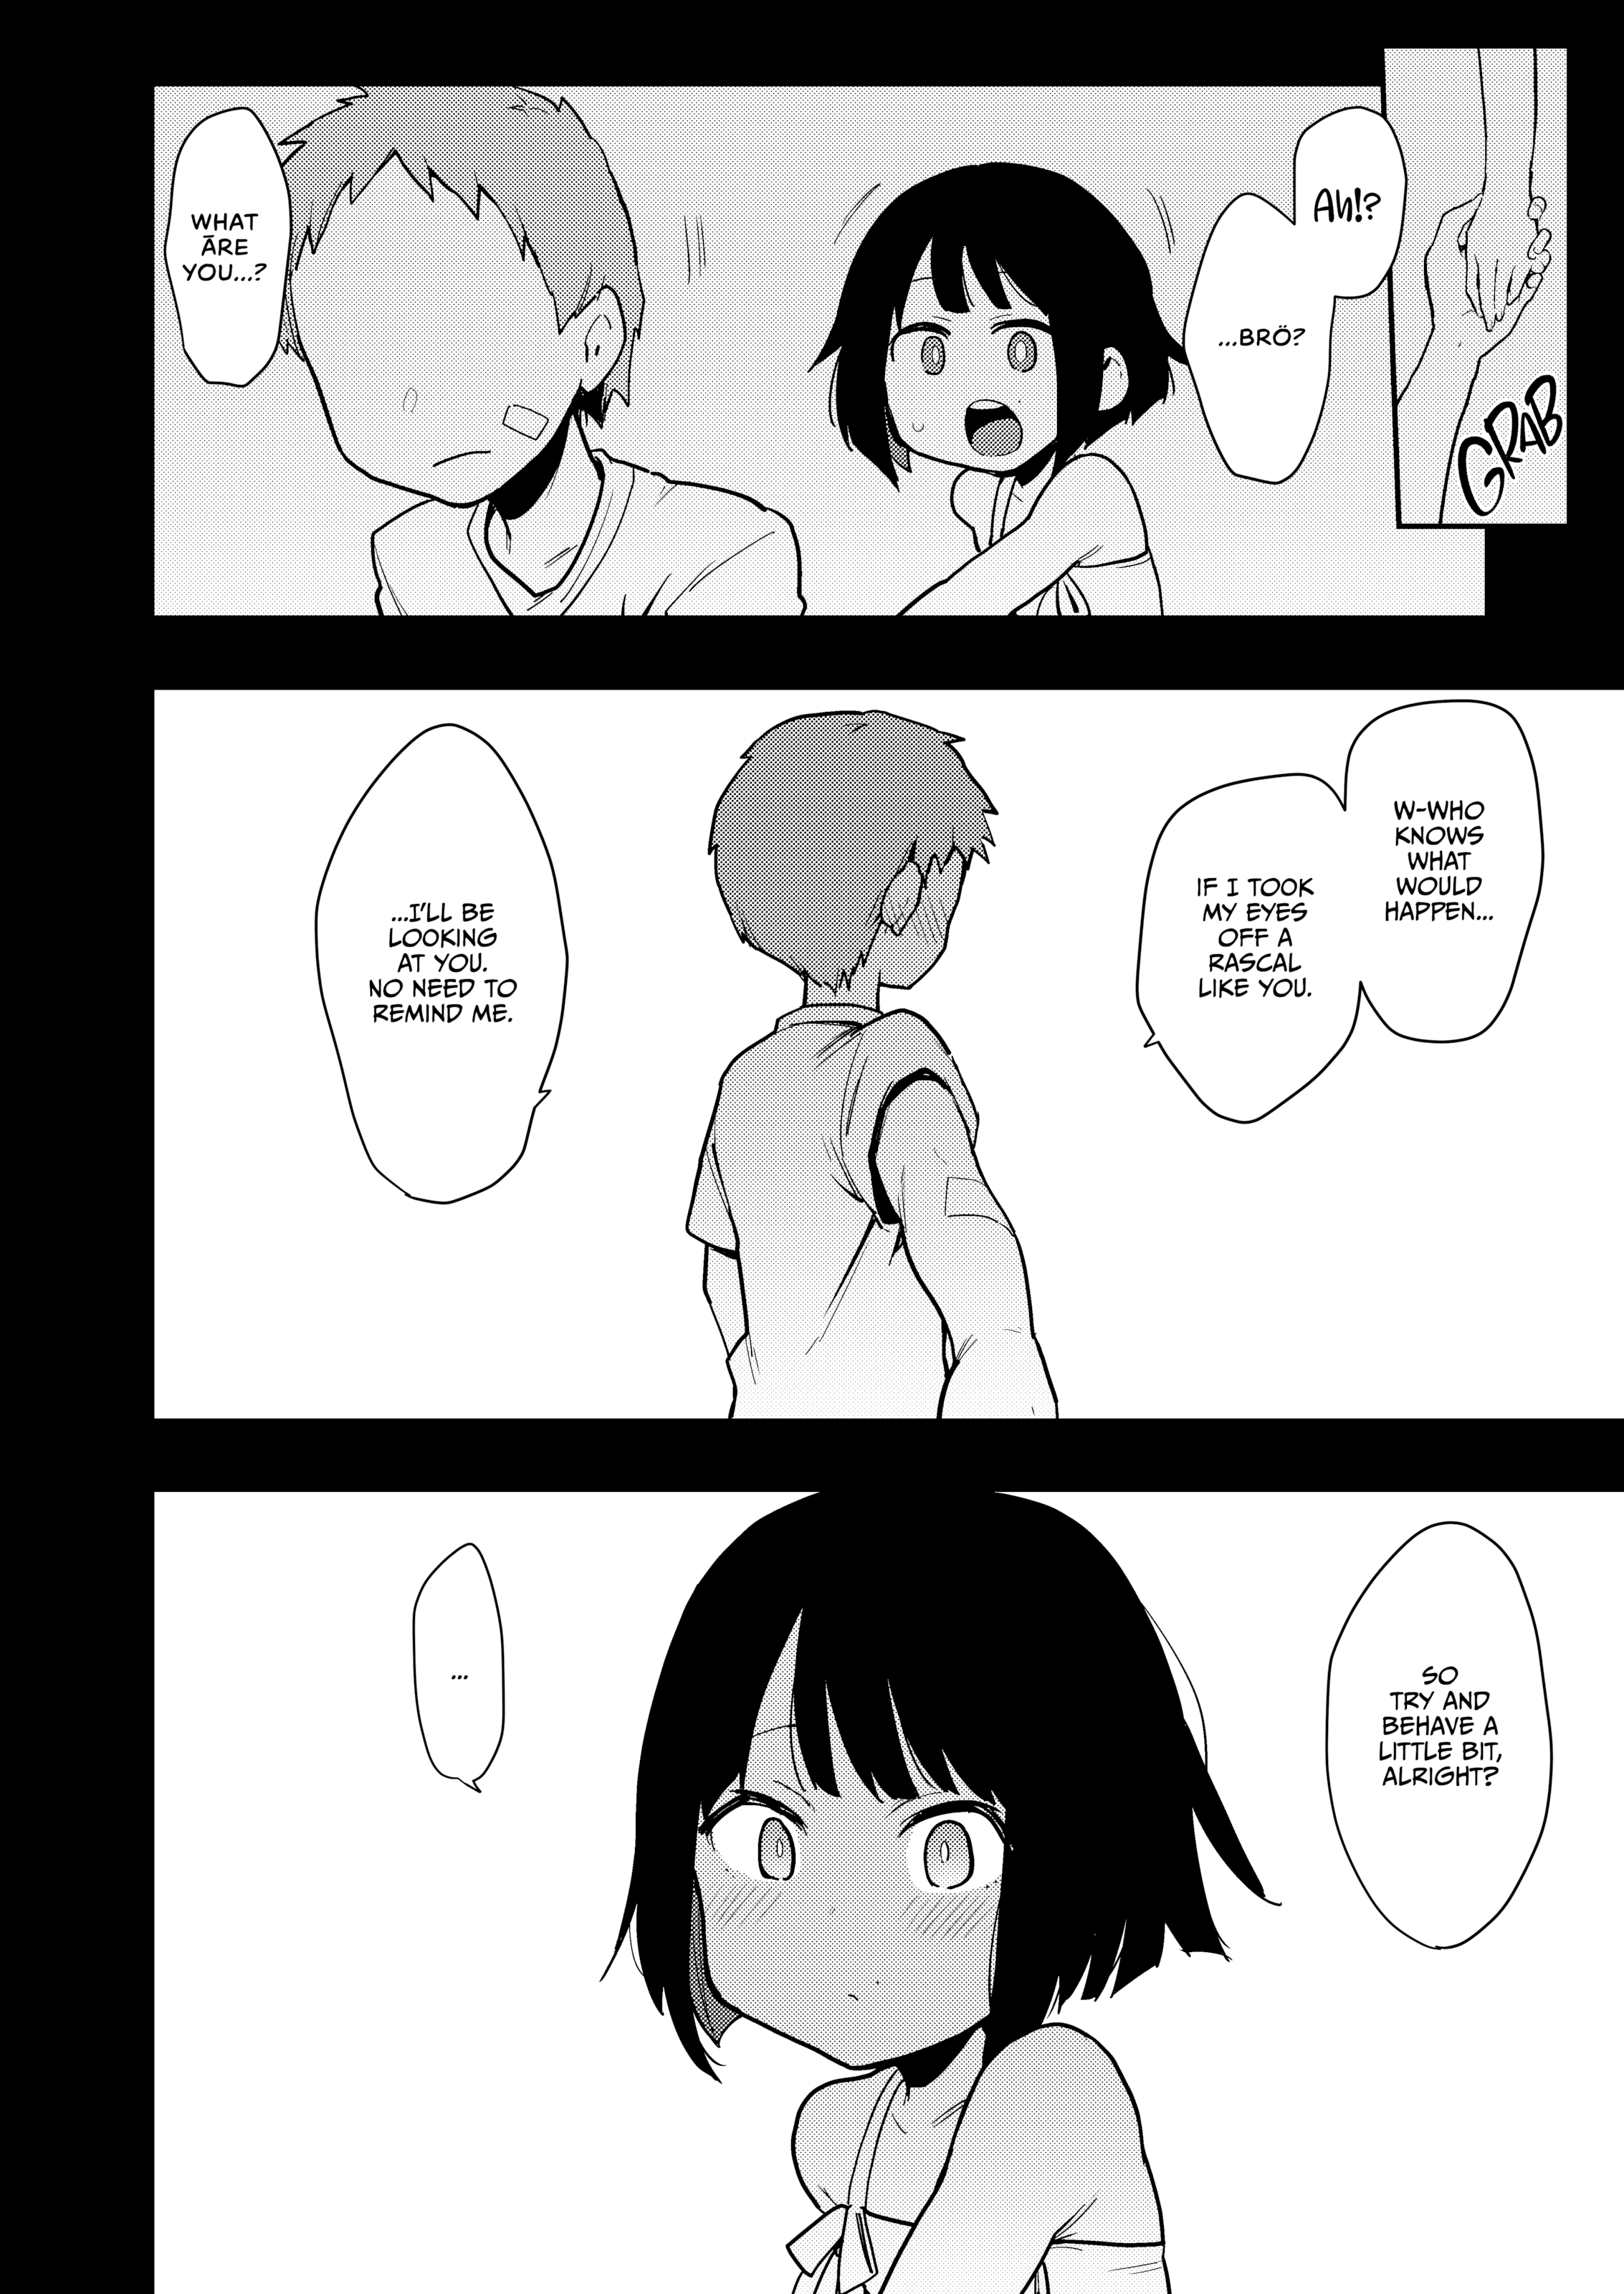 GRAB
Ah!?
...BRÖ?
WHAT
ĀRE
YOU...?
W-WHO
KNOWS
WHAT
WOULD
HAPPEN...
IF I TOOK
MY EYES
OFF A
RASCAL
LIKE YOU.
...I'LL BE
LOOKING
AT YOU.
NO NEED TO
REMIND ME.
SO
TRY AND
BEHAVE A
LITTLE BIT,
ALRIGHT?
...